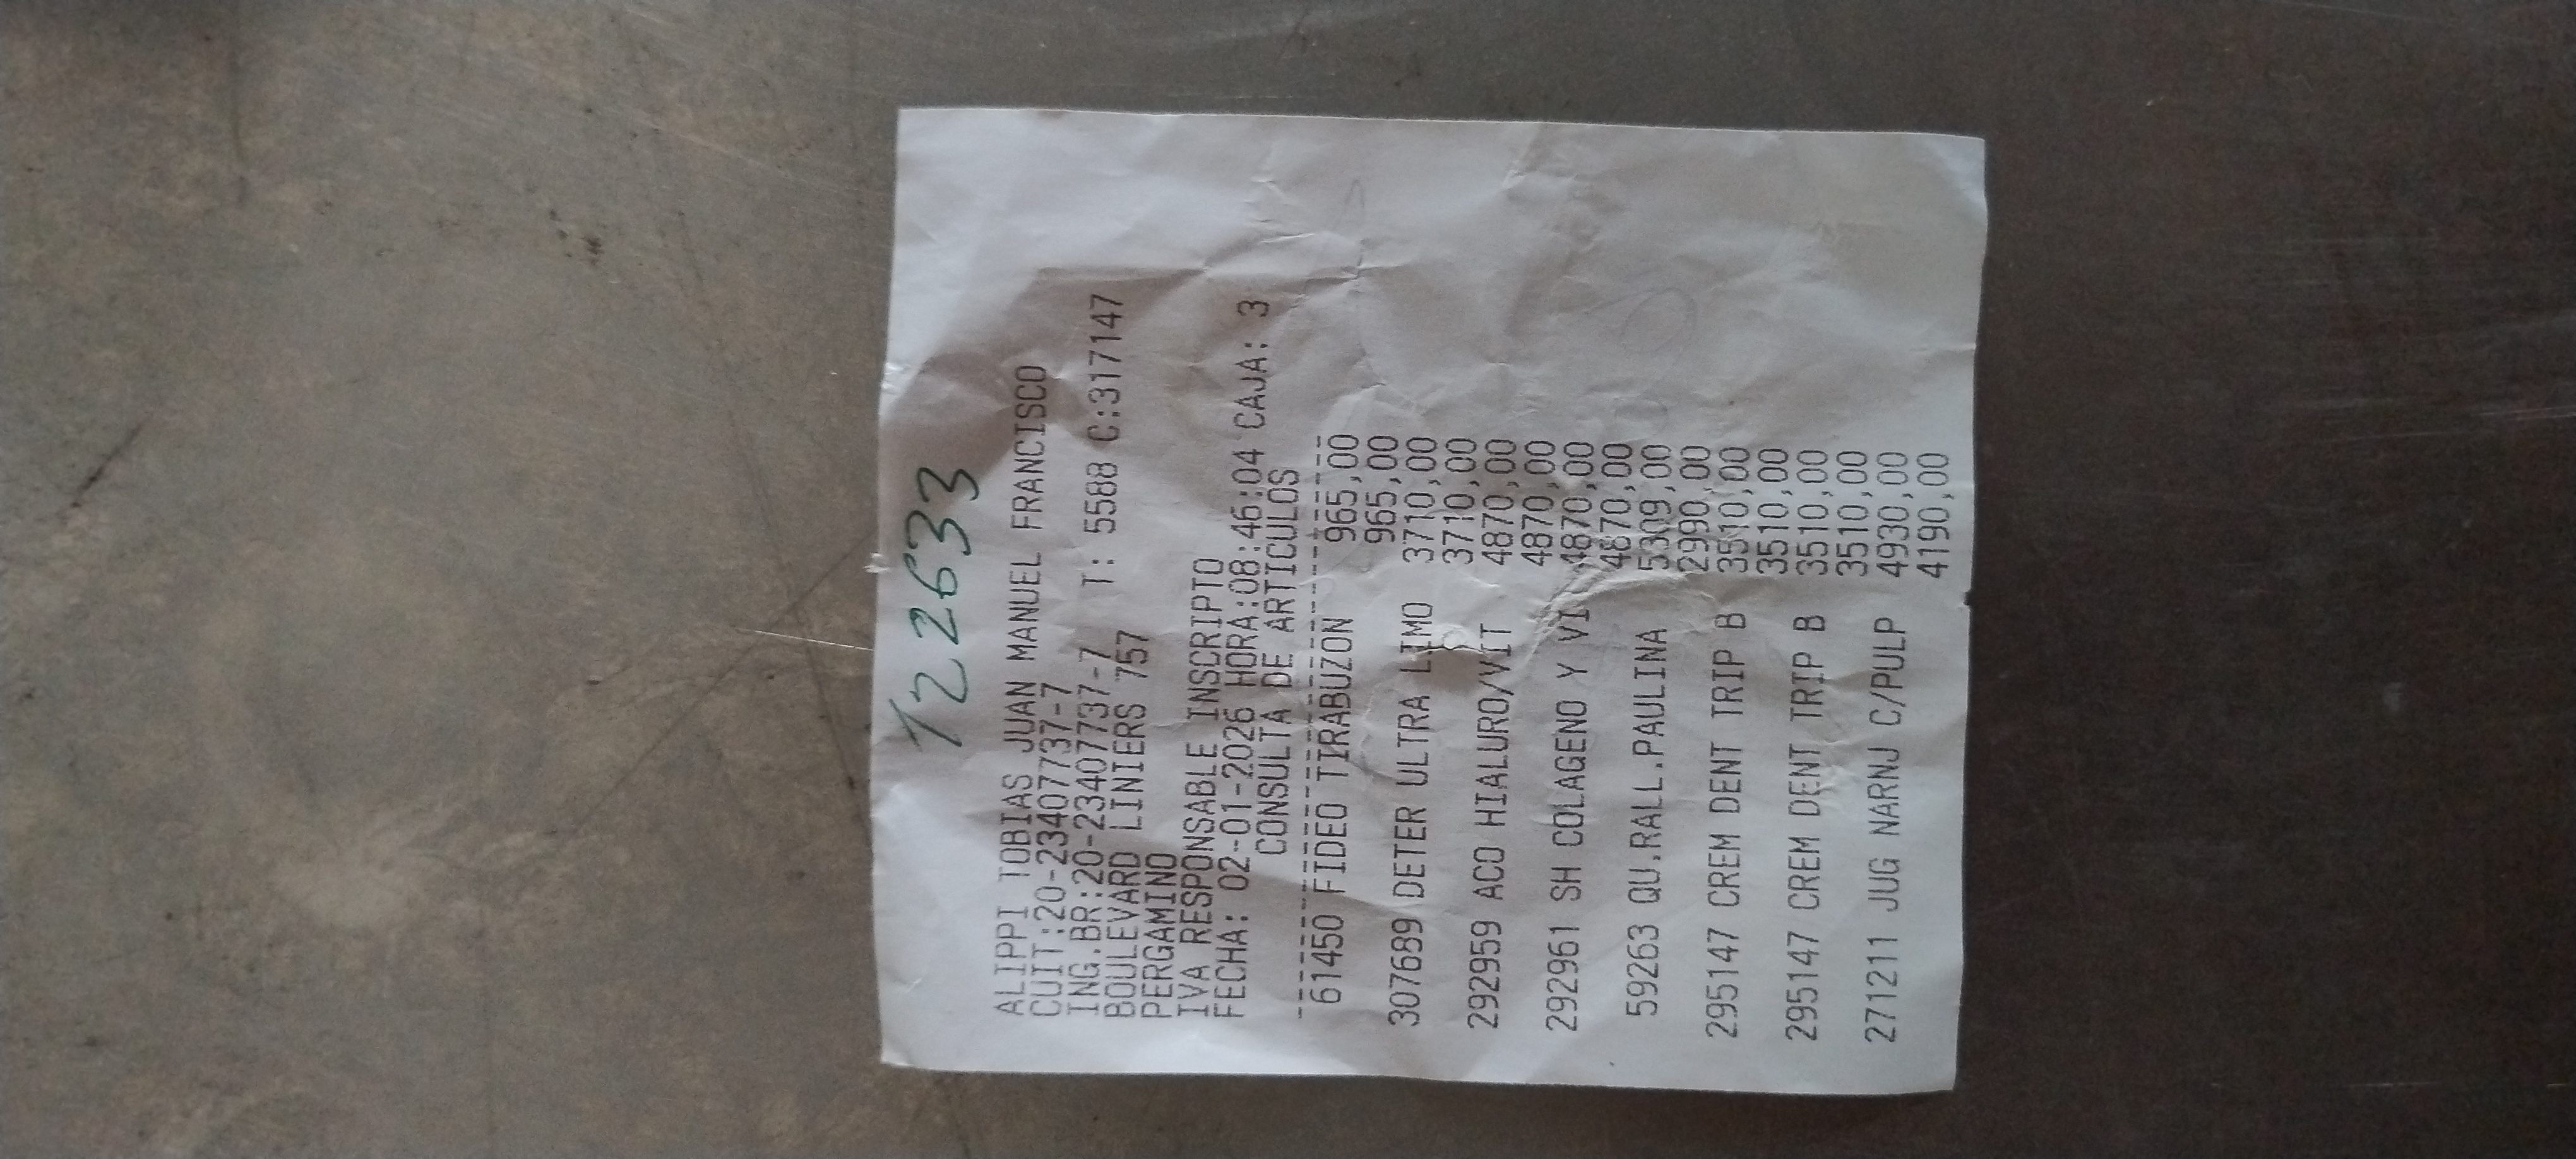 122633
ALIPPI TOBIAS JUAN MANUEL FRANCISCO
CUIT:20-23407737-7
ING.BR:20-23407737-7 T: 5588 C:317147
BOULEVARD LINIERS 757
PERGAMINO
IVA RESPONSABLE INSCRIPTO
FECHA: 02-01-2026 HORA:08:46:04 CAJA: 3
CONSULTA DE ARTICULOS
61450 FIDEO TIRABUZON 965,00
965,00
307689 DETER ULTRA LIMO 3710,00
3710,00
292959 ACO HIALURO/VIT 4870,00
4870,00
292961 SH COLAGENO Y VI 4870,00
4870,00
59263 QU.RALL.PAULINA 5309,00
2990,00
295147 CREM DENT TRIP B 3510,00
3510,00
295147 CREM DENT TRIP B 3510,00
3510,00
271211 JUG NARNJ C/PULP 4930,00
4190,00